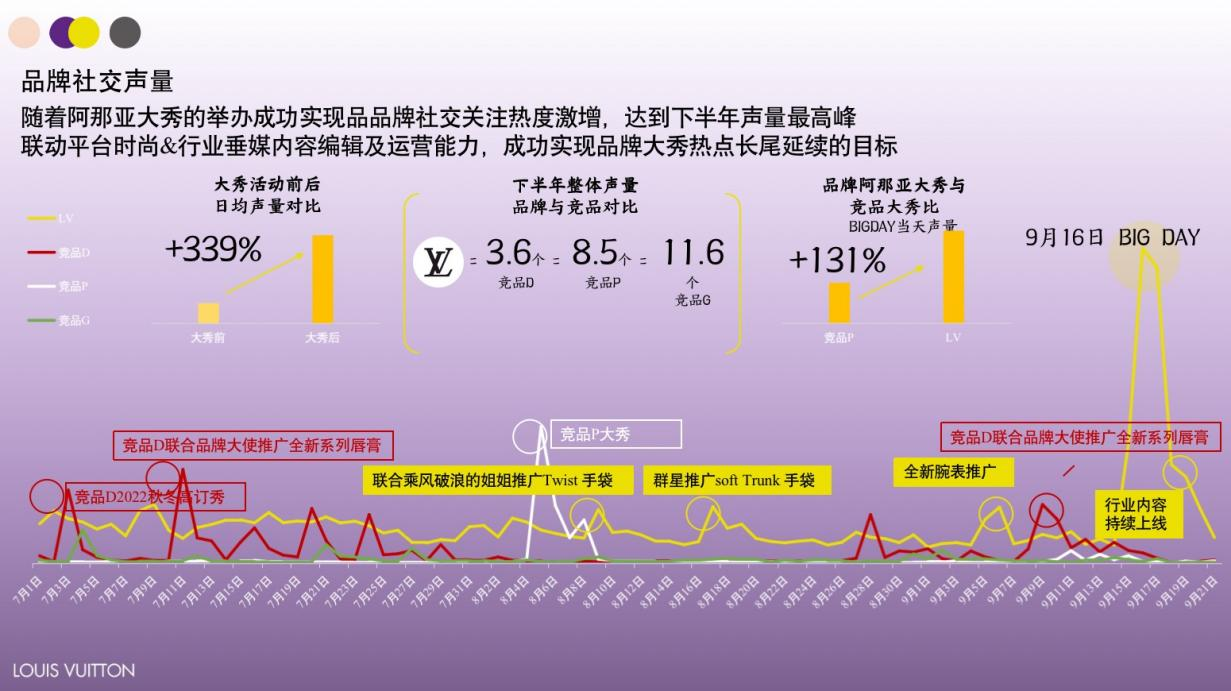 品牌社交声量
随着阿那亚大秀的举办成功实现品品牌社交关注热度激增，达到下半年声量最高峰
联动平台时尚&行业垂媒内容编辑及运营能力，成功实现品牌大秀热点长尾延续的目标
LV
竞品D
竞品P
竞品G
大秀活动前后
日均声量对比
+339%
大秀前
大秀后
下半年整体声量
品牌与竞品对比
LV = 3.6个 = 8.5个 = 11.6
个
竞品D
竞品P
竞品G
品牌阿那亚大秀与
竞品大秀比
BIGDAY当天声量
+131%
竞品P
LV
9月16日 BIG DAY
竞品D联合品牌大使推广全新系列唇膏
竞品D2022秋冬高订秀
竞品P大秀
联合乘风破浪的姐姐推广Twist 手袋
群星推广soft Trunk 手袋
全新腕表推广
竞品D联合品牌大使推广全新系列唇膏
行业内容
持续上线
7月1日
7月3日
7月5日
7月7日
7月9日
7月11日
7月13日
7月15日
7月17日
7月19日
7月21日
7月23日
7月25日
7月27日
7月29日
7月31日
8月2日
8月4日
8月6日
8月8日
8月10日
8月12日
8月14日
8月16日
8月18日
8月20日
8月22日
8月24日
8月26日
8月28日
8月30日
9月1日
9月3日
9月5日
9月7日
9月9日
9月11日
9月13日
9月15日
9月17日
9月19日
9月21日
LOUIS VUITTON